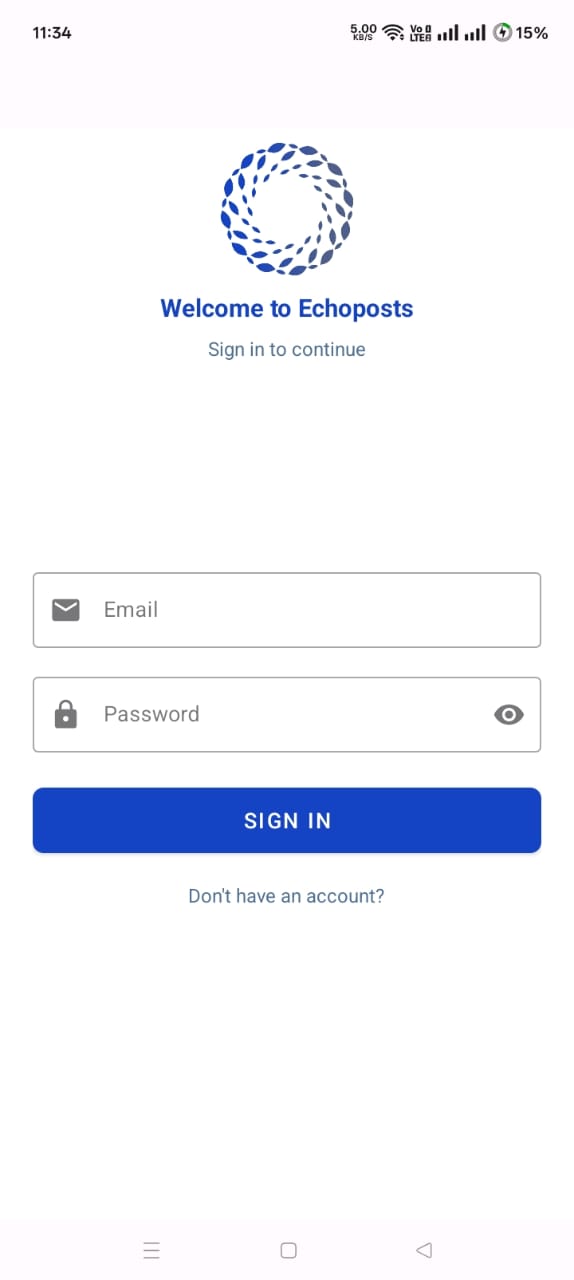 11:34
5.00 KB/S Vo LTE 15%
Welcome to Echoposts
Sign in to continue
Email
Password
SIGN IN
Don't have an account?